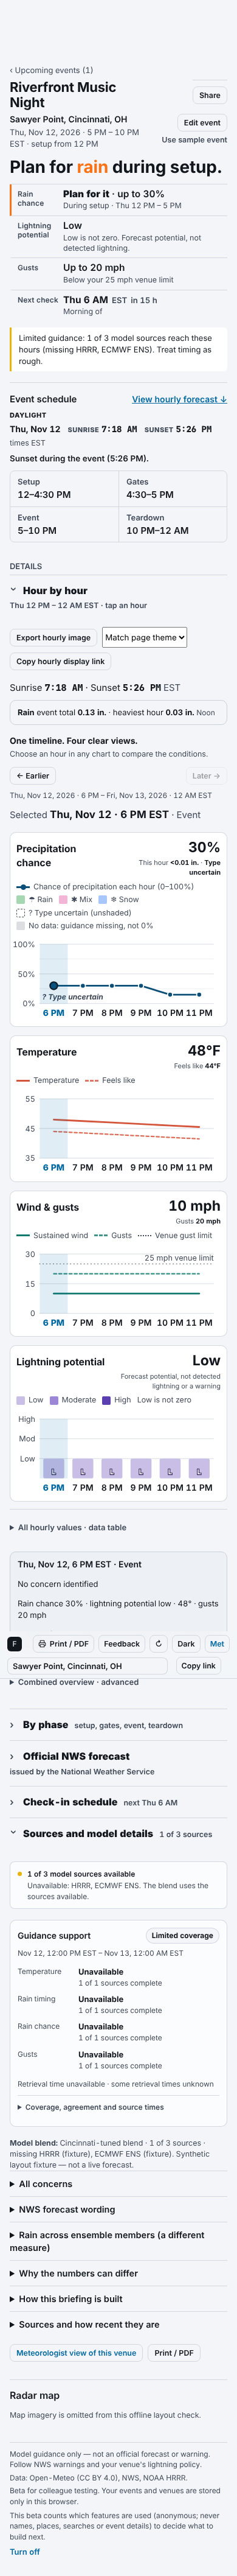 ‹ Upcoming events (1)
Riverfront Music
Night
Share
Sawyer Point, Cincinnati, OH
Thu, Nov 12, 2026 · 5 PM – 10 PM
EST · setup from 12 PM
Edit event
Use sample event
Plan for rain during setup.
Rain
chance
Plan for it · up to 30%
During setup · Thu 12 PM – 5 PM
Lightning
potential
Low
Low is not zero. Forecast potential, not
detected lightning.
Gusts
Up to 20 mph
Below your 25 mph venue limit
Next check
Thu 6 AM EST in 15 h
Morning of
Limited guidance: 1 of 3 model sources reach these
hours (missing HRRR, ECMWF ENS). Treat timing as
rough.
Event schedule
View hourly forecast ↓
DAYLIGHT
Thu, Nov 12 SUNRISE 7:18 AM SUNSET 5:26 PM
times EST
Sunset during the event (5:26 PM).
Setup
12–4:30 PM
Gates
4:30–5 PM
Event
5–10 PM
Teardown
10 PM–12 AM
DETAILS
Hour by hour
Thu 12 PM – 12 AM EST · tap an hour
Export hourly image
Match page theme
Copy hourly display link
Sunrise 7:18 AM · Sunset 5:26 PM EST
Rain event total 0.13 in. · heaviest hour 0.03 in. Noon
One timeline. Four clear views.
Choose an hour in any chart to compare the conditions.
← Earlier
Later →
Thu, Nov 12, 2026 · 6 PM – Fri, Nov 13, 2026 · 12 AM EST
Selected Thu, Nov 12 · 6 PM EST · Event
Precipitation
chance
30%
This hour <0.01 in. · Type
uncertain
Chance of precipitation each hour (0–100%)
Rain
Mix
Snow
? Type uncertain (unshaded)
No data: guidance missing, not 0%
100%
50%
0%
? Type uncertain
6 PM 7 PM 8 PM 9 PM 10 PM 11 PM
Temperature
48°F
Feels like 44°F
Temperature
Feels like
55
45
35
6 PM 7 PM 8 PM 9 PM 10 PM 11 PM
Wind & gusts
10 mph
Gusts 20 mph
Sustained wind
Gusts
Venue gust limit
30
25 mph venue limit
15
0
6 PM 7 PM 8 PM 9 PM 10 PM 11 PM
Lightning potential
Low
Forecast potential, not detected
lightning or a warning
Low
Moderate
High
Low is not zero
High
Mod
Low
L L L L L L
6 PM 7 PM 8 PM 9 PM 10 PM 11 PM
All hourly values · data table
Thu, Nov 12, 6 PM EST · Event
No concern identified
Rain chance 30% · lightning potential low · 48° · gusts
20 mph
F
Print / PDF
Feedback
↻
Dark
Met
Sawyer Point, Cincinnati, OH
Copy link
Combined overview · advanced
By phase setup, gates, event, teardown
Official NWS forecast
issued by the National Weather Service
Check-in schedule next Thu 6 AM
Sources and model details 1 of 3 sources
1 of 3 model sources available
Unavailable: HRRR, ECMWF ENS. The blend uses the
sources available.
Guidance support
Limited coverage
Nov 12, 12:00 PM EST – Nov 13, 12:00 AM EST
Temperature
Unavailable
1 of 1 sources complete
Rain timing
Unavailable
1 of 1 sources complete
Rain chance
Unavailable
1 of 1 sources complete
Gusts
Unavailable
1 of 1 sources complete
Retrieval time unavailable · some retrieval times unknown
Coverage, agreement and source times
Model blend: Cincinnati-tuned blend · 1 of 3 sources ·
missing HRRR (fixture), ECMWF ENS (fixture). Synthetic
layout fixture — not a live forecast.
All concerns
NWS forecast wording
Rain across ensemble members (a different
measure)
Why the numbers can differ
How this briefing is built
Sources and how recent they are
Meteorologist view of this venue
Print / PDF
Radar map
Map imagery is omitted from this offline layout check.
Model guidance only — not an official forecast or warning.
Follow NWS warnings and your venue's lightning policy.
Data: Open-Meteo (CC BY 4.0), NWS, NOAA HRRR.
Beta for colleague testing. Your events and venues are stored
only in this browser.
This beta counts which features are used (anonymous; never
names, places, searches or event details) to decide what to
build next.
Turn off